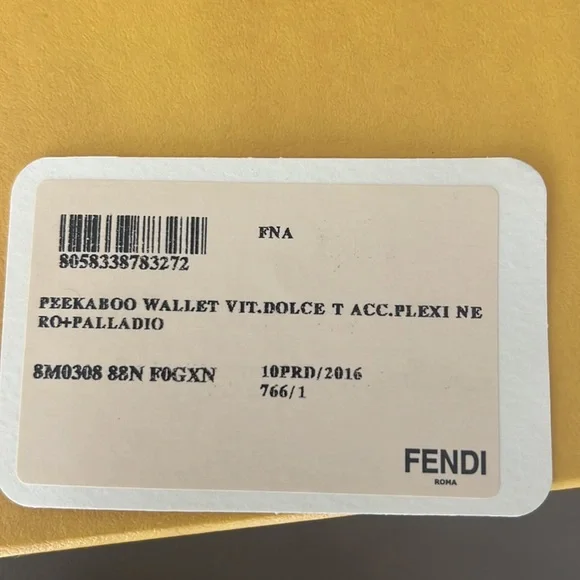 FNA
8058338783272
PEEKABOO WALLET VIT.DOLCE T ACC.PLEXI NE
RO+PALLADIO
8M0308 88N F0GXN 10PRD/2016
766/1
FENDI
ROMA